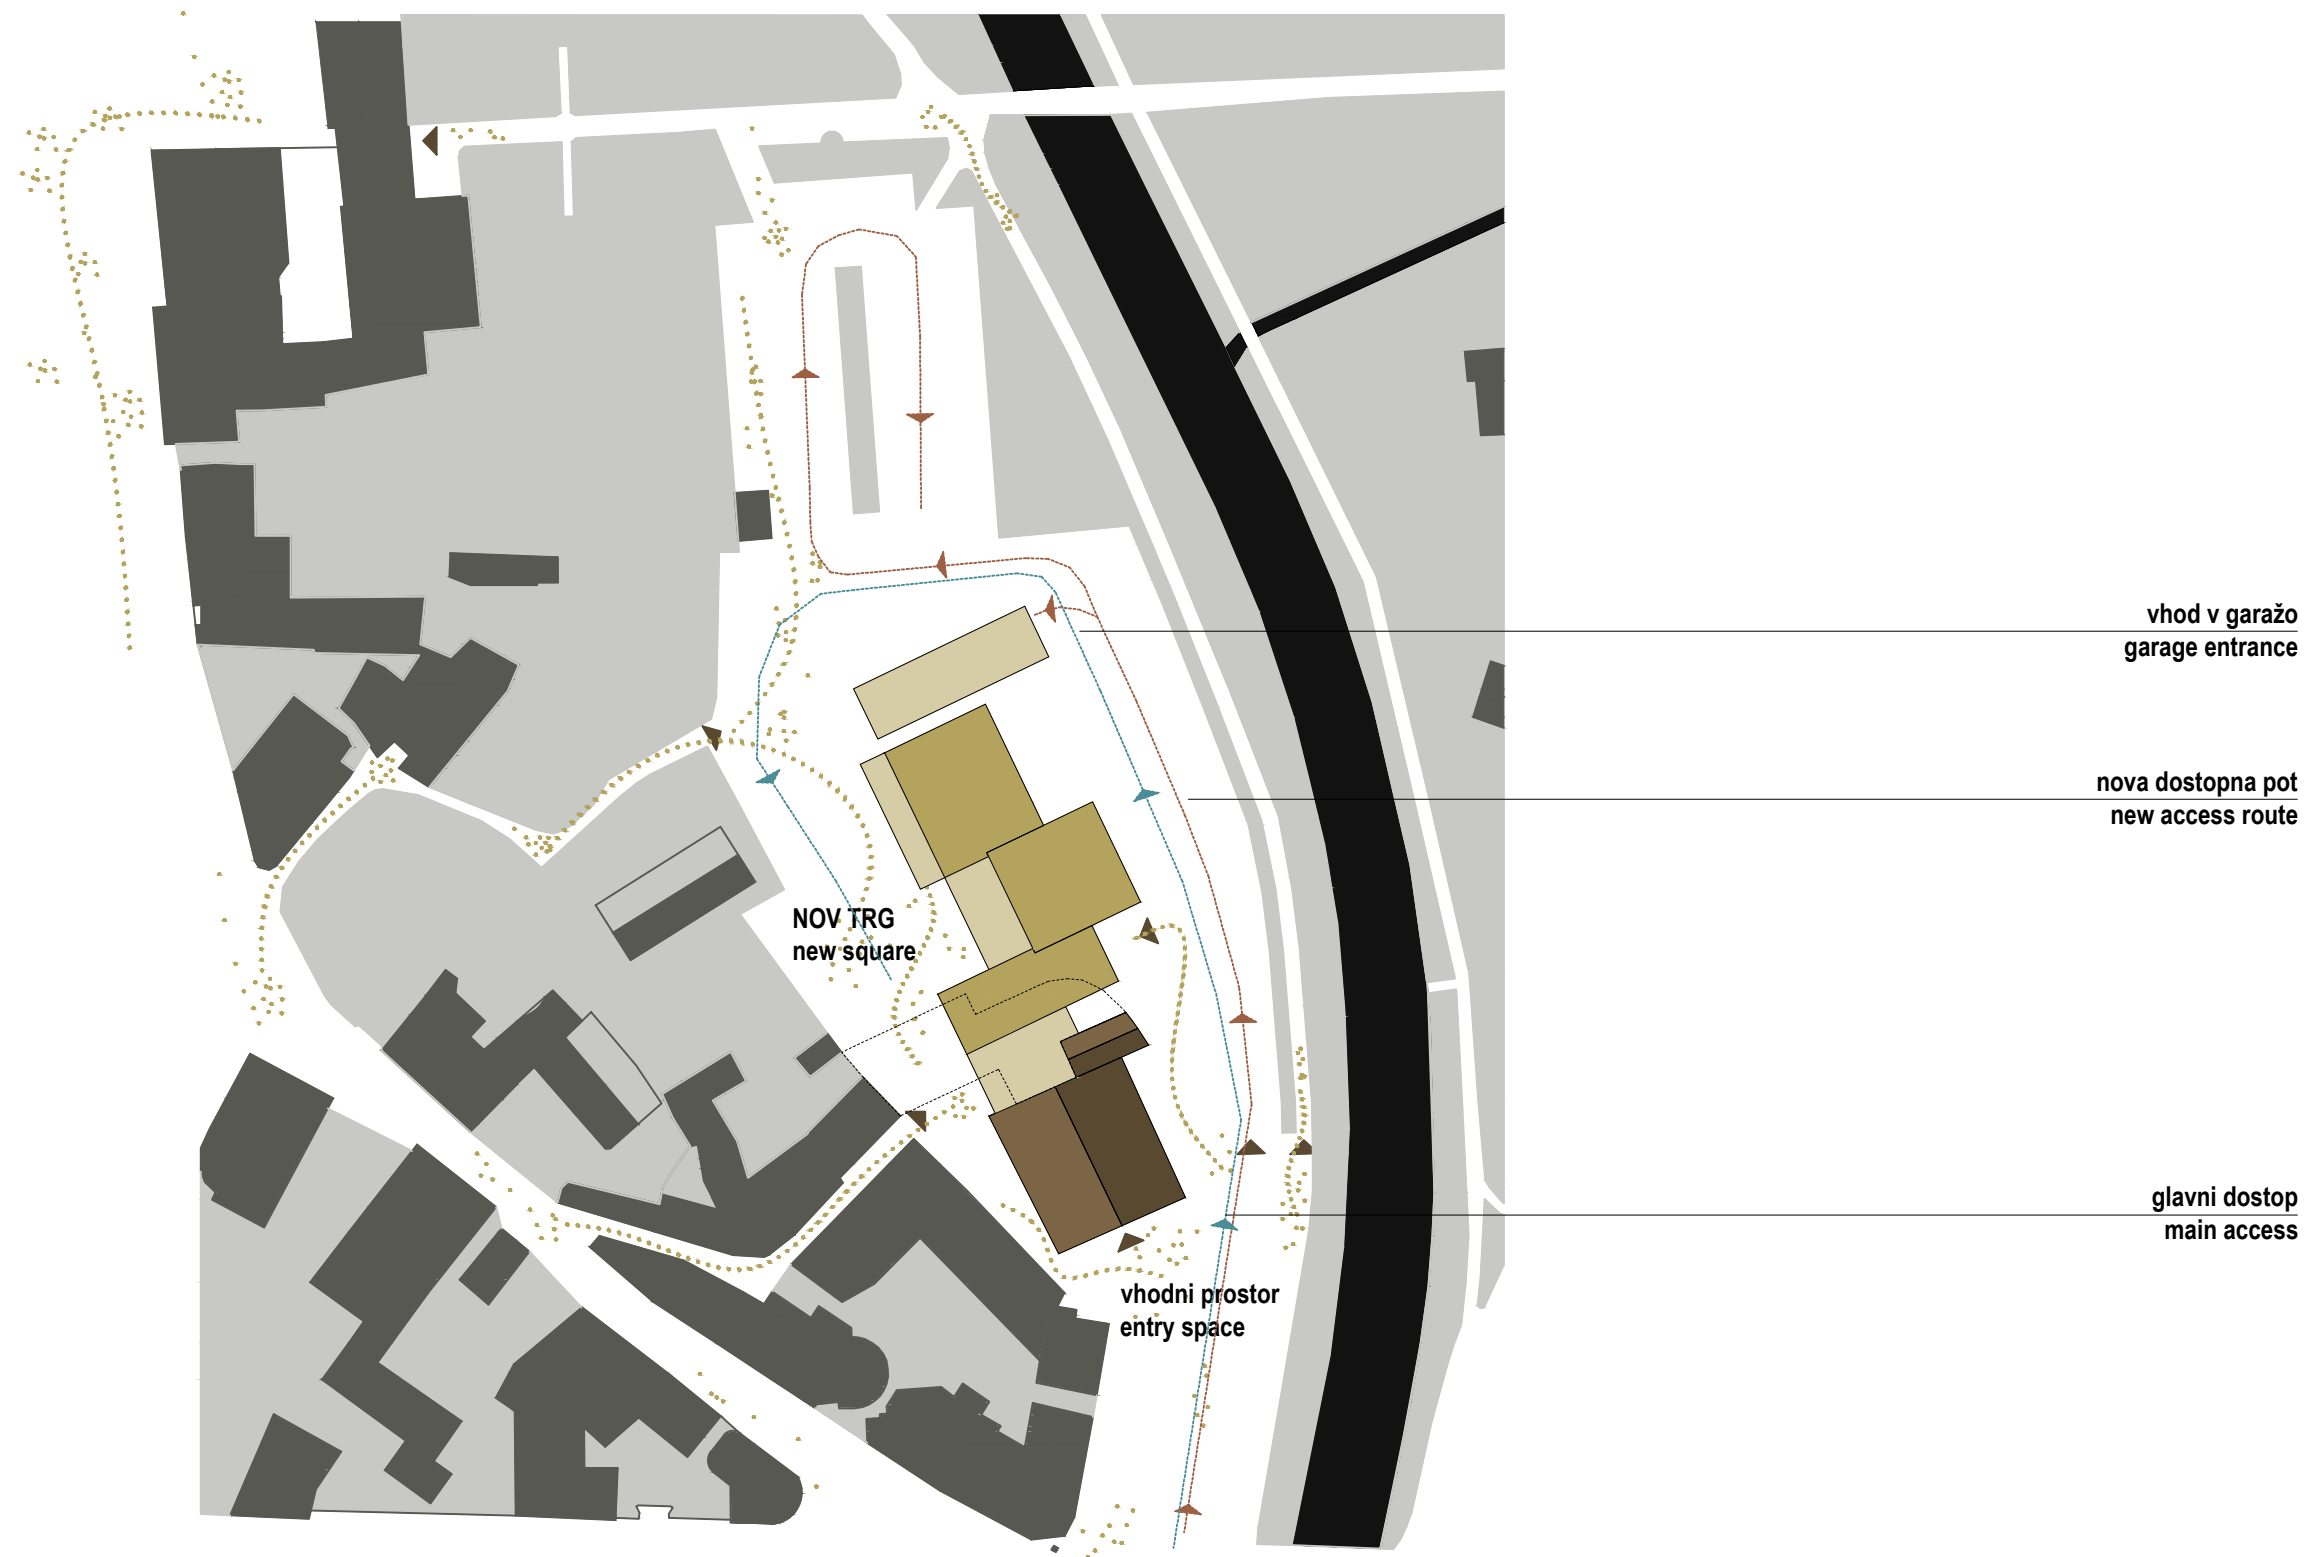 vhod v garažo
garage entrance
nova dostopna pot
new access route
NOV TRG
new square
glavni dostop
main access
vhodni prostor
entry space